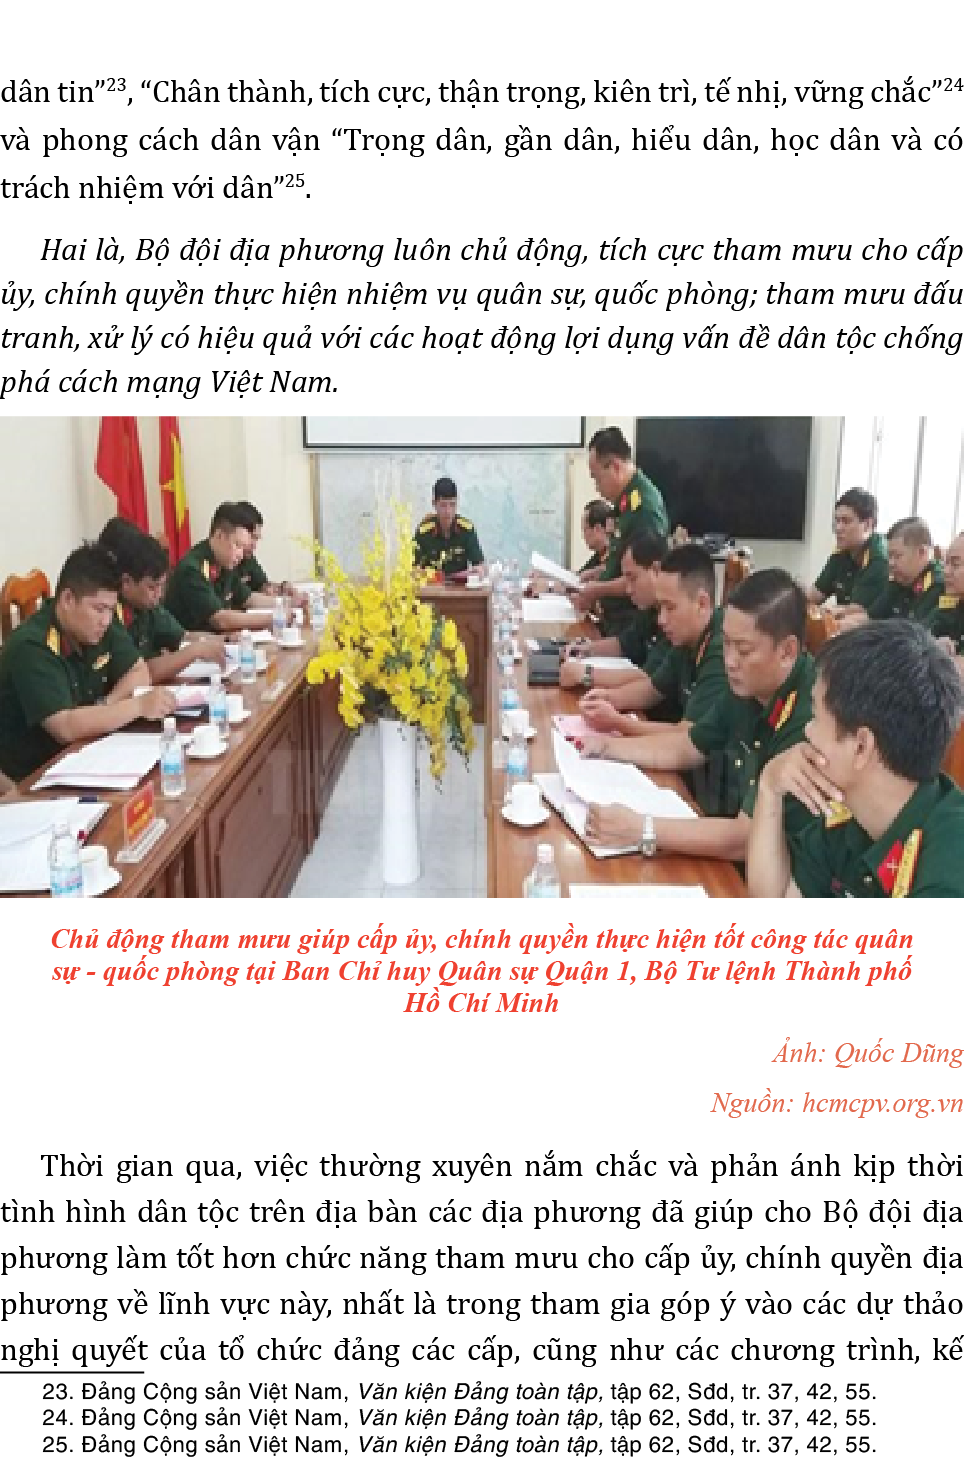 dân tin”23, “Chân thành, tích cực, thận trọng, kiên trì, tế nhị, vững chắc”24
và phong cách dân vận “Trọng dân, gần dân, hiểu dân, học dân và có
trách nhiệm với dân”25.
Hai là, Bộ đội địa phương luôn chủ động, tích cực tham mưu cho cấp
ủy, chính quyền thực hiện nhiệm vụ quân sự, quốc phòng; tham mưu đấu
tranh, xử lý có hiệu quả với các hoạt động lợi dụng vấn đề dân tộc chống
phá cách mạng Việt Nam.
Chủ động tham mưu giúp cấp ủy, chính quyền thực hiện tốt công tác quân
sự - quốc phòng tại Ban Chỉ huy Quân sự Quận 1, Bộ Tư lệnh Thành phố
Hồ Chí Minh
Ảnh: Quốc Dũng
Nguồn: hcmcpv.org.vn
Thời gian qua, việc thường xuyên nắm chắc và phản ánh kịp thời
tình hình dân tộc trên địa bàn các địa phương đã giúp cho Bộ đội địa
phương làm tốt hơn chức năng tham mưu cho cấp ủy, chính quyền địa
phương về lĩnh vực này, nhất là trong tham gia góp ý vào các dự thảo
nghị quyết của tổ chức đảng các cấp, cũng như các chương trình, kế
23. Đảng Cộng sản Việt Nam, Văn kiện Đảng toàn tập, tập 62, Sđd, tr. 37, 42, 55.
24. Đảng Cộng sản Việt Nam, Văn kiện Đảng toàn tập, tập 62, Sđd, tr. 37, 42, 55.
25. Đảng Cộng sản Việt Nam, Văn kiện Đảng toàn tập, tập 62, Sđd, tr. 37, 42, 55.